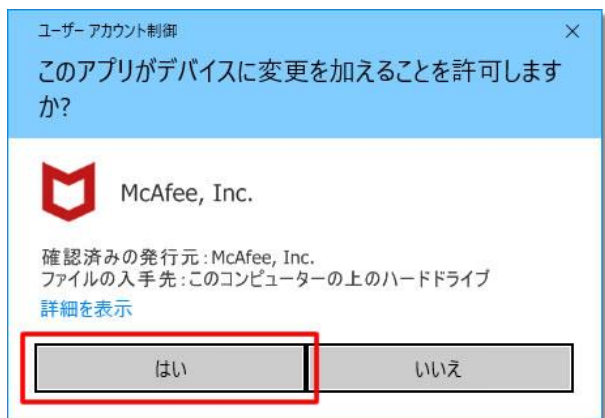 ユーザー アカウント制御
このアプリがデバイスに変更を加えることを許可します
か?
McAfee, Inc.
確認済みの発行元:McAfee, Inc.
ファイルの入手先:このコンピューターの上のハードドライブ
詳細を表示
はい
いいえ